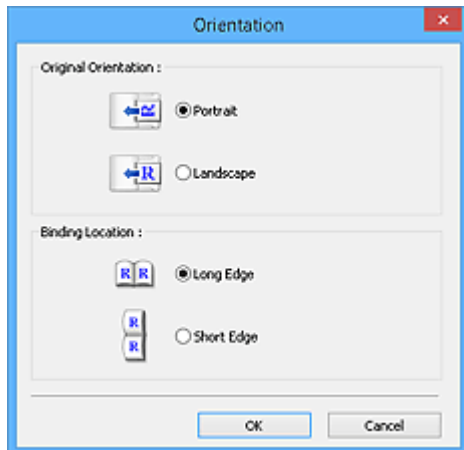 Orientation
Original Orientation :
Portrait
R Landscape
Binding Location :
R R Long Edge
R
R
Short Edge
OK Cancel